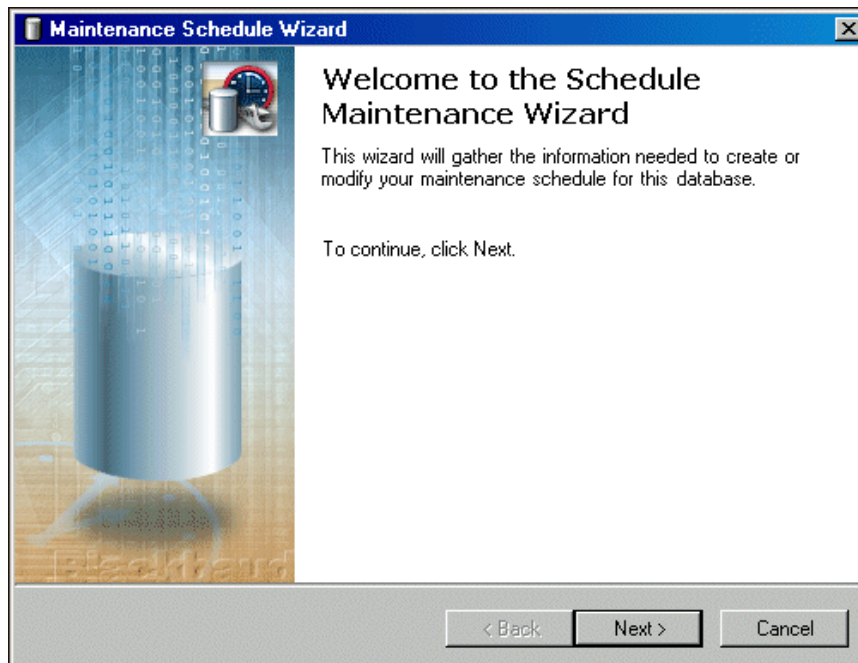 Maintenance Schedule Wizard
Welcome to the Schedule
Maintenance Wizard
This wizard will gather the information needed to create or
modify your maintenance schedule for this database.
To continue, click Next.
Blackbaud
< Back
Next >
Cancel